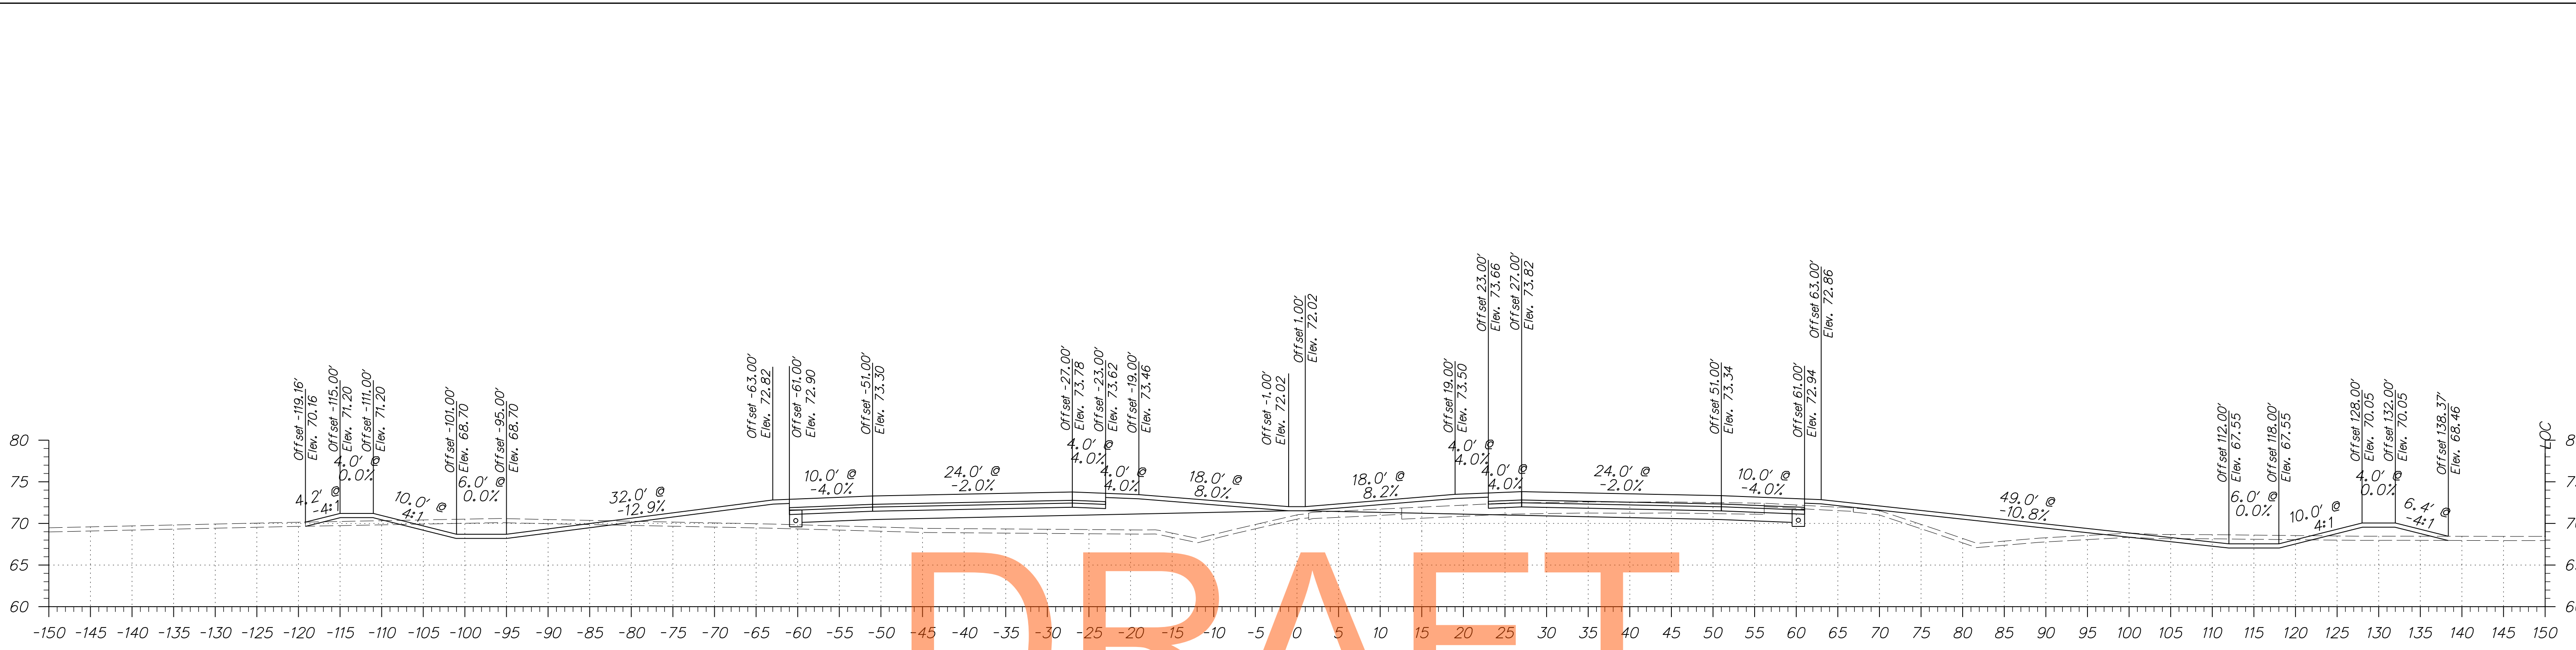 Offset -119.16'
Elev. 70.16
Offset -115.00'
Elev. 71.20
Offset -111.00'
Elev. 71.20
Offset -101.00'
Elev. 68.70
Offset -95.00'
Elev. 68.70
Offset -63.00'
Elev. 72.82
Offset -61.00'
Elev. 72.90
Offset -51.00'
Elev. 73.30
Offset -27.00'
Elev. 73.78
Offset -23.00'
Elev. 73.62
Offset -19.00'
Elev. 73.46
Offset -1.00'
Elev. 72.02
Offset 1.00'
Elev. 72.02
Offset 19.00'
Elev. 73.50
Offset 23.00'
Elev. 73.66
Offset 27.00'
Elev. 73.82
Offset 51.00'
Elev. 73.34
Offset 61.00'
Elev. 72.94
Offset 63.00'
Elev. 72.86
Offset 112.00'
Elev. 67.55
Offset 118.00'
Elev. 67.55
Offset 128.00'
Elev. 70.05
Offset 132.00'
Elev. 70.05
Offset 138.37'
Elev. 68.46
4.2' @
-4:1
4.0' @
0.0%
10.0' @
4:1
6.0' @
0.0%
32.0' @
-12.9%
10.0' @
-4.0%
24.0' @
-2.0%
4.0' @
4.0%
4.0' @
4.0%
18.0' @
8.0%
18.0' @
8.2%
4.0' @
4.0%
4.0' @
4.0%
24.0' @
-2.0%
10.0' @
-4.0%
49.0' @
-10.8%
6.0' @
0.0%
10.0' @
4:1
4.0' @
0.0%
6.4' @
-4:1
LOC
80
75
70
65
60
-150 -145 -140 -135 -130 -125 -120 -115 -110 -105 -100 -95 -90 -85 -80 -75 -70 -65 -60 -55 -50 -45 -40 -35 -30 -25 -20 -15 -10 -5 0 5 10 15 20 25 30 35 40 45 50 55 60 65 70 75 80 85 90 95 100 105 110 115 120 125 130 135 140 145 150
DRAFT